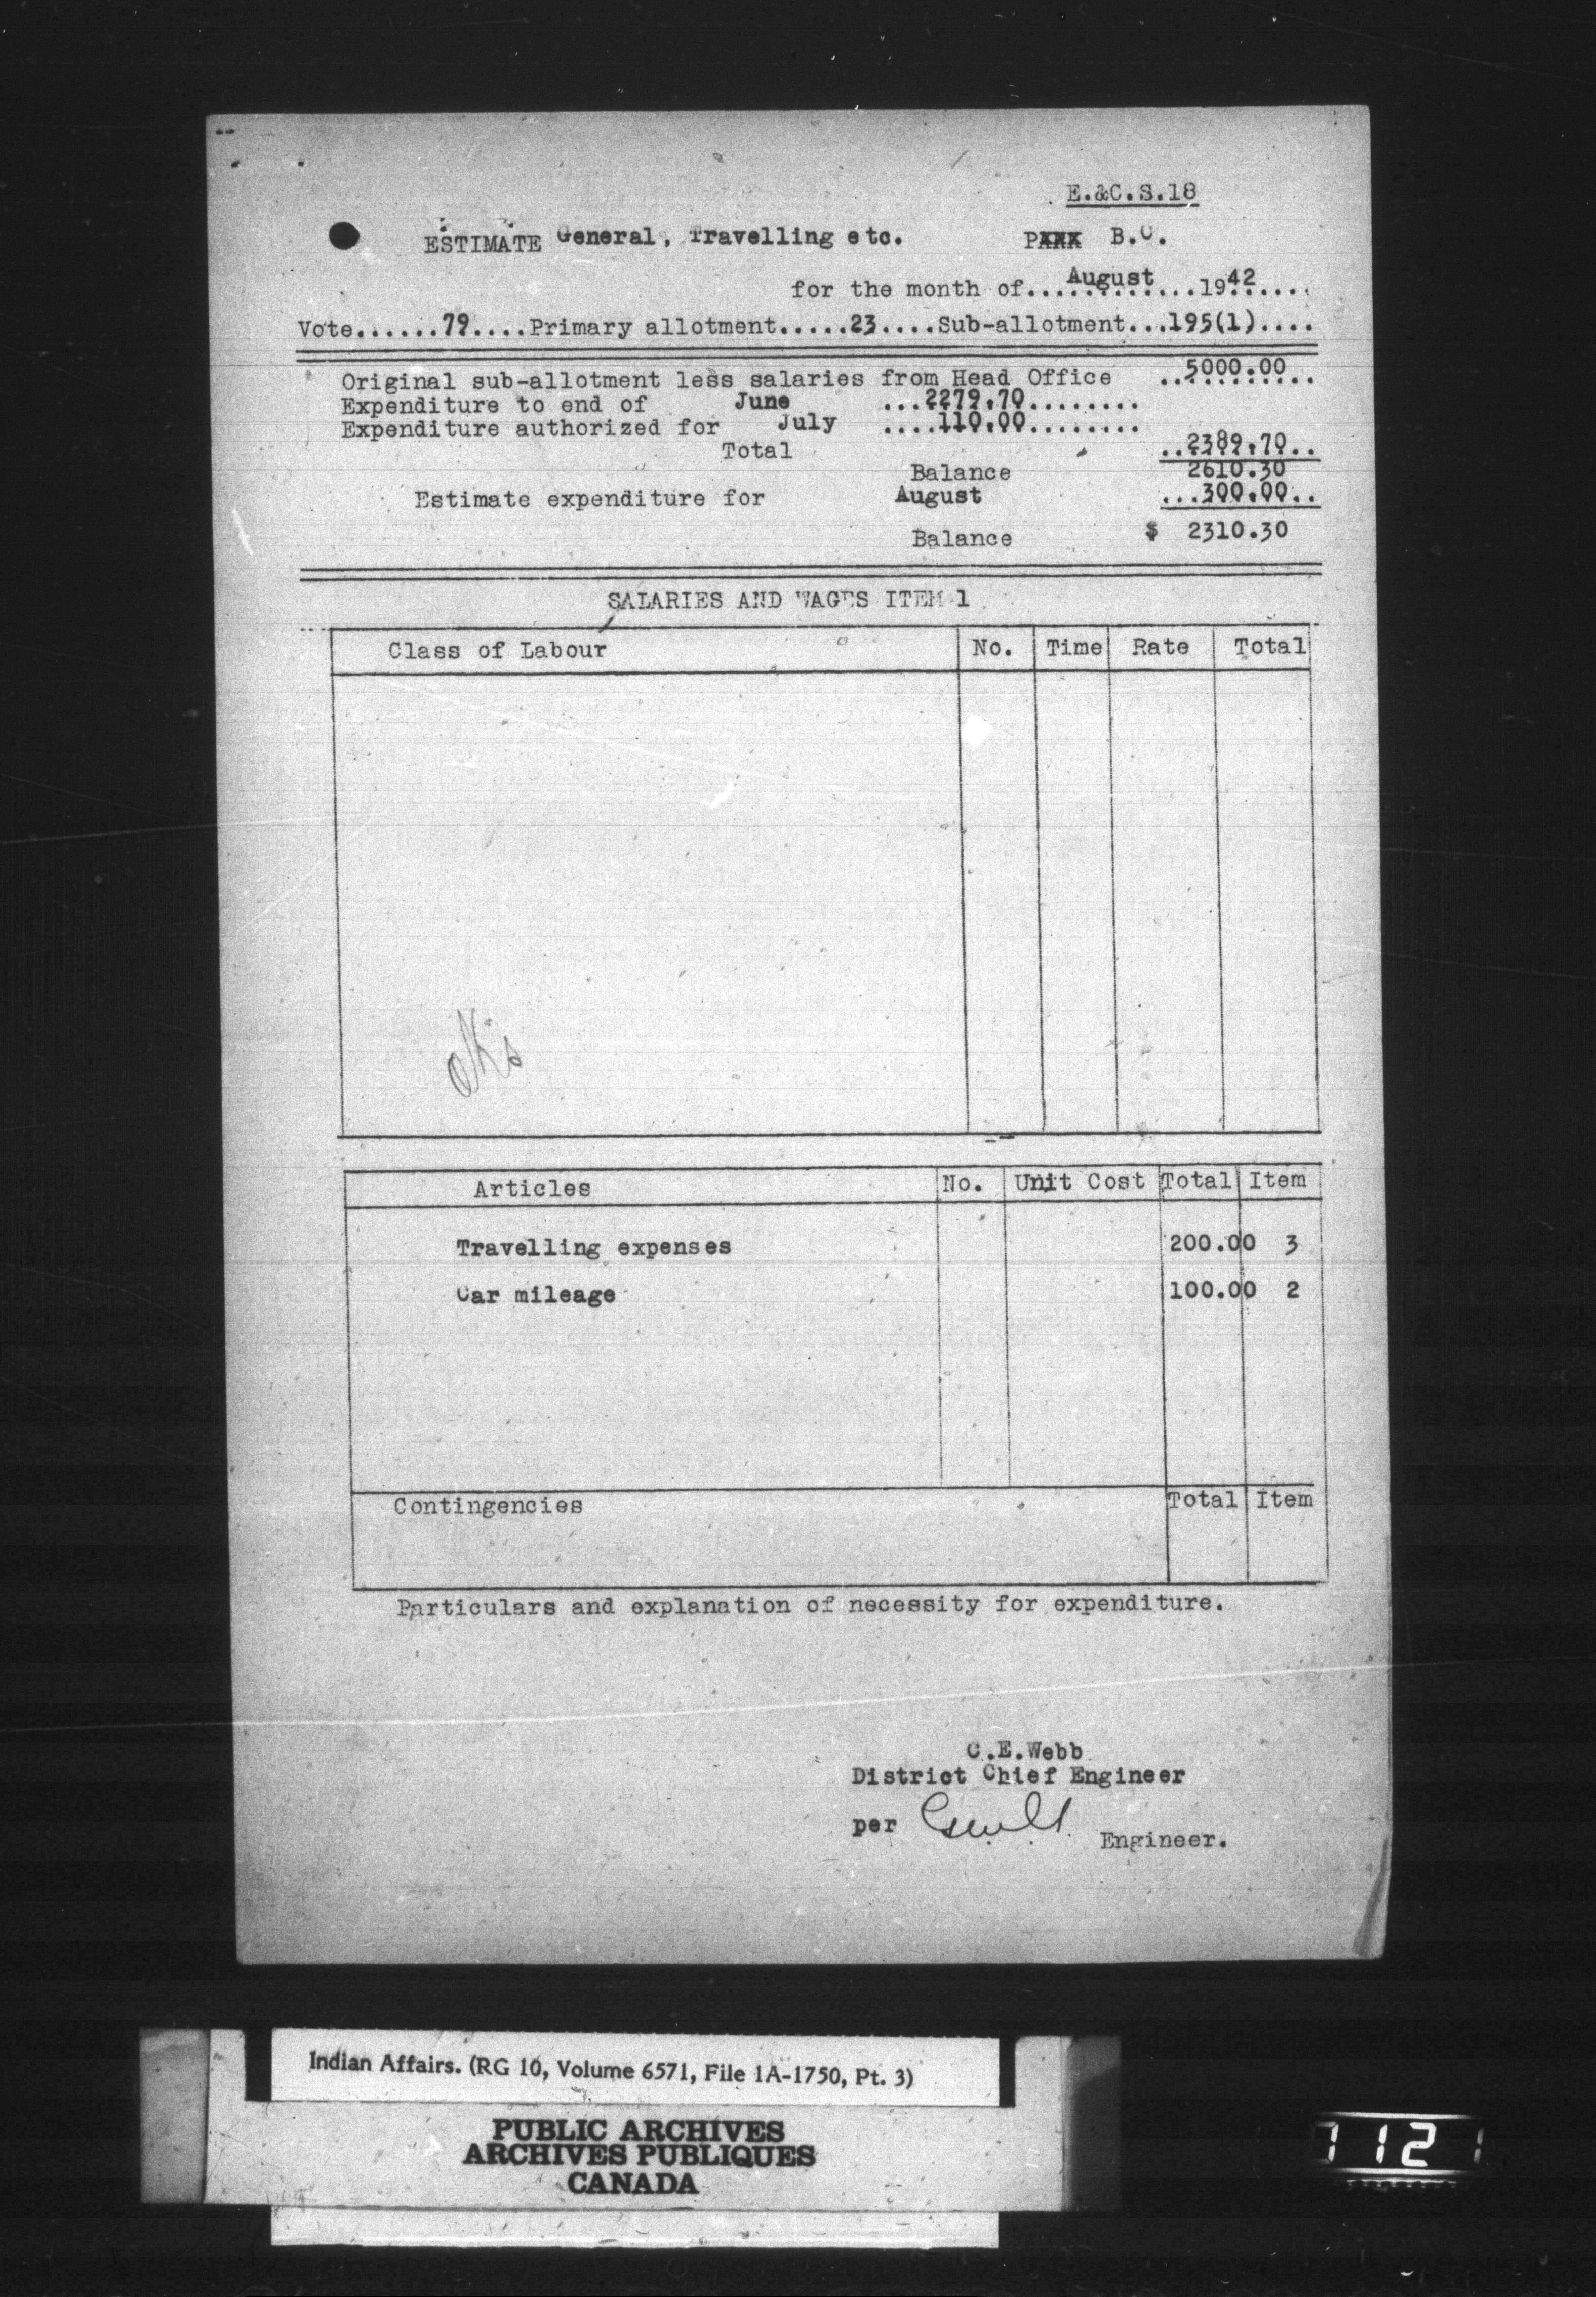 E.&C.S.18
ESTIMATE General, Travelling etc. PXXX B.C.
for the month of....August....1942.....
Vote......79....Primary allotment.....23....Sub-allotment...195(1)....
Original sub-allotment less salaries from Head Office ..5000.00...
Expenditure to end of June ...2279.70........
Expenditure authorized for July ....110.00........
Total ..2389.70..
Balance 2610.30
Estimate expenditure for August ...300.00..
Balance $ 2310.30
SALARIES AND WAGES ITEM 1
Class of Labour No. Time Rate Total
Articles No. Unit Cost Total Item
Travelling expenses 200.00 3
Car mileage 100.00 2
Contingencies Total Item
Particulars and explanation of necessity for expenditure.
C.E.Webb
District Chief Engineer
per
Engineer.
Indian Affairs. (RG 10, Volume 6571, File 1A-1750, Pt. 3)
PUBLIC ARCHIVES
ARCHIVES PUBLIQUES
CANADA
1121